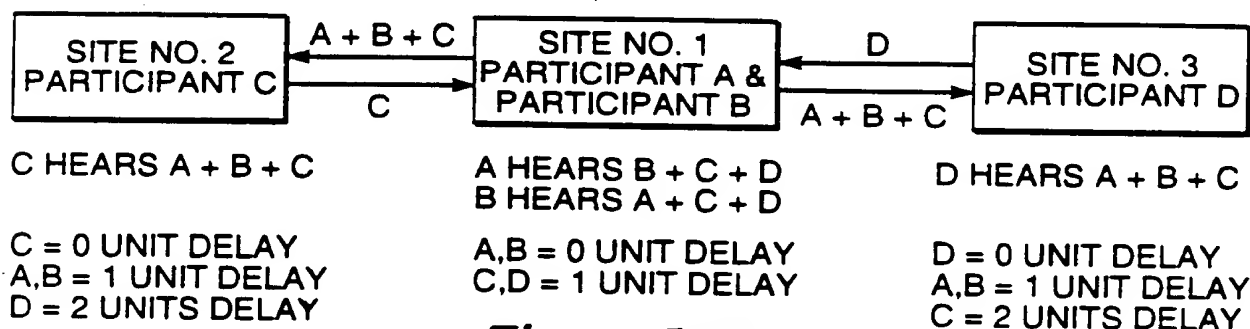 SITE NO. 2
PARTICIPANT C
A + B + C
C
SITE NO. 1
PARTICIPANT A &
PARTICIPANT B
D
A + B + C
SITE NO. 3
PARTICIPANT D
C HEARS A + B + C
C = 0 UNIT DELAY
A,B = 1 UNIT DELAY
D = 2 UNITS DELAY
A HEARS B + C + D
B HEARS A + C + D
A,B = 0 UNIT DELAY
C,D = 1 UNIT DELAY
D HEARS A + B + C
D = 0 UNIT DELAY
A,B = 1 UNIT DELAY
C = 2 UNITS DELAY